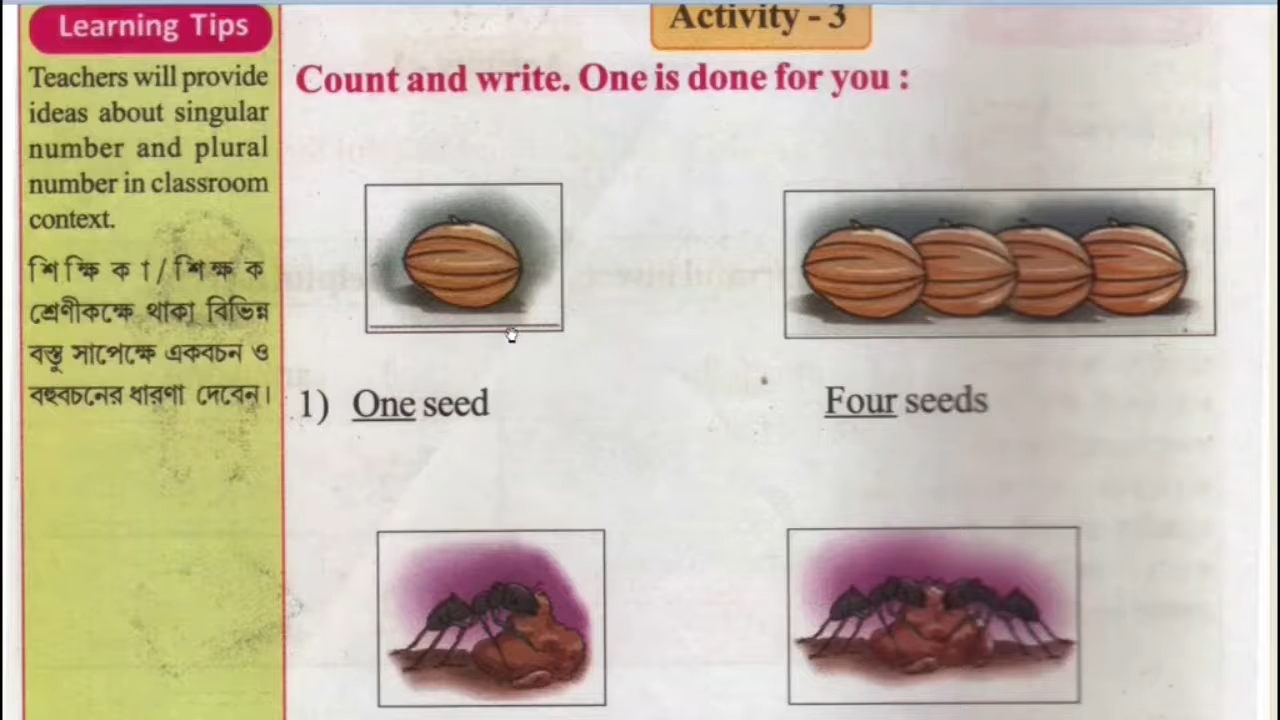 Learning Tips
Teachers will provide
ideas about singular
number and plural
number in classroom
context.
শিক্ষিকা/শিক্ষক
শ্রেণীকক্ষে থাকা বিভিন্ন
বস্তু সাপেক্ষে একবচন ও
বহুবচনের ধারণা দেবেন।
Activity - 3
Count and write. One is done for you :
1) One seed
Four seeds